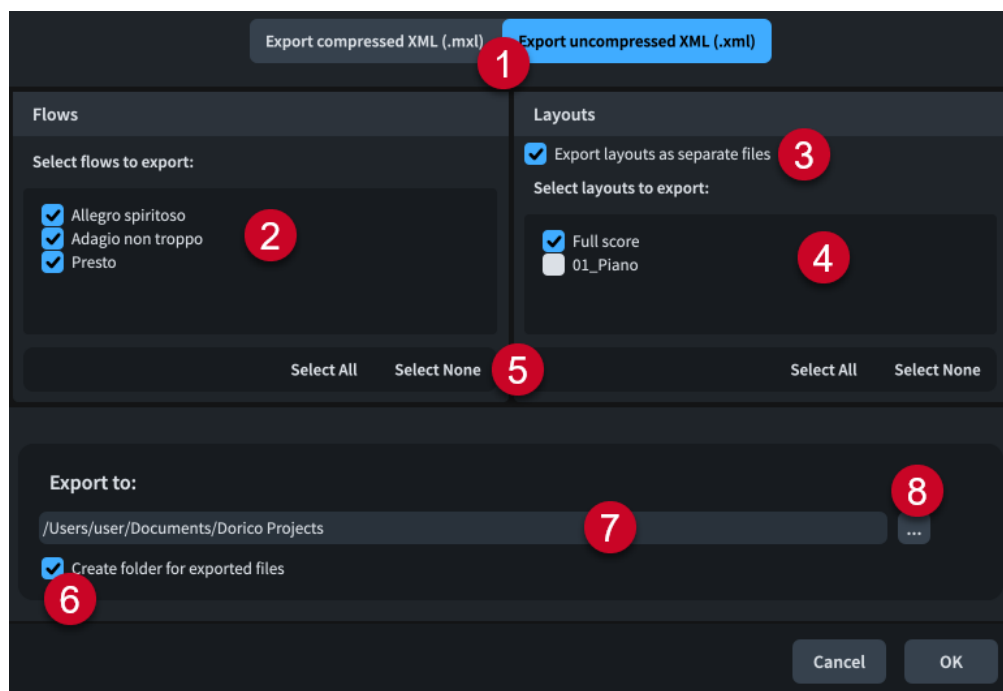 Export compressed XML (.mxl) Export uncompressed XML (.xml)
1
Flows
Select flows to export:
Allegro spiritoso
Adagio non troppo
Presto
2
Select All Select None
5
Layouts
Export layouts as separate files
3
Select layouts to export:
Full score
01_Piano
4
Select All Select None
Export to:
8
/Users/user/Documents/Dorico Projects
7
...
Create folder for exported files
6
Cancel OK